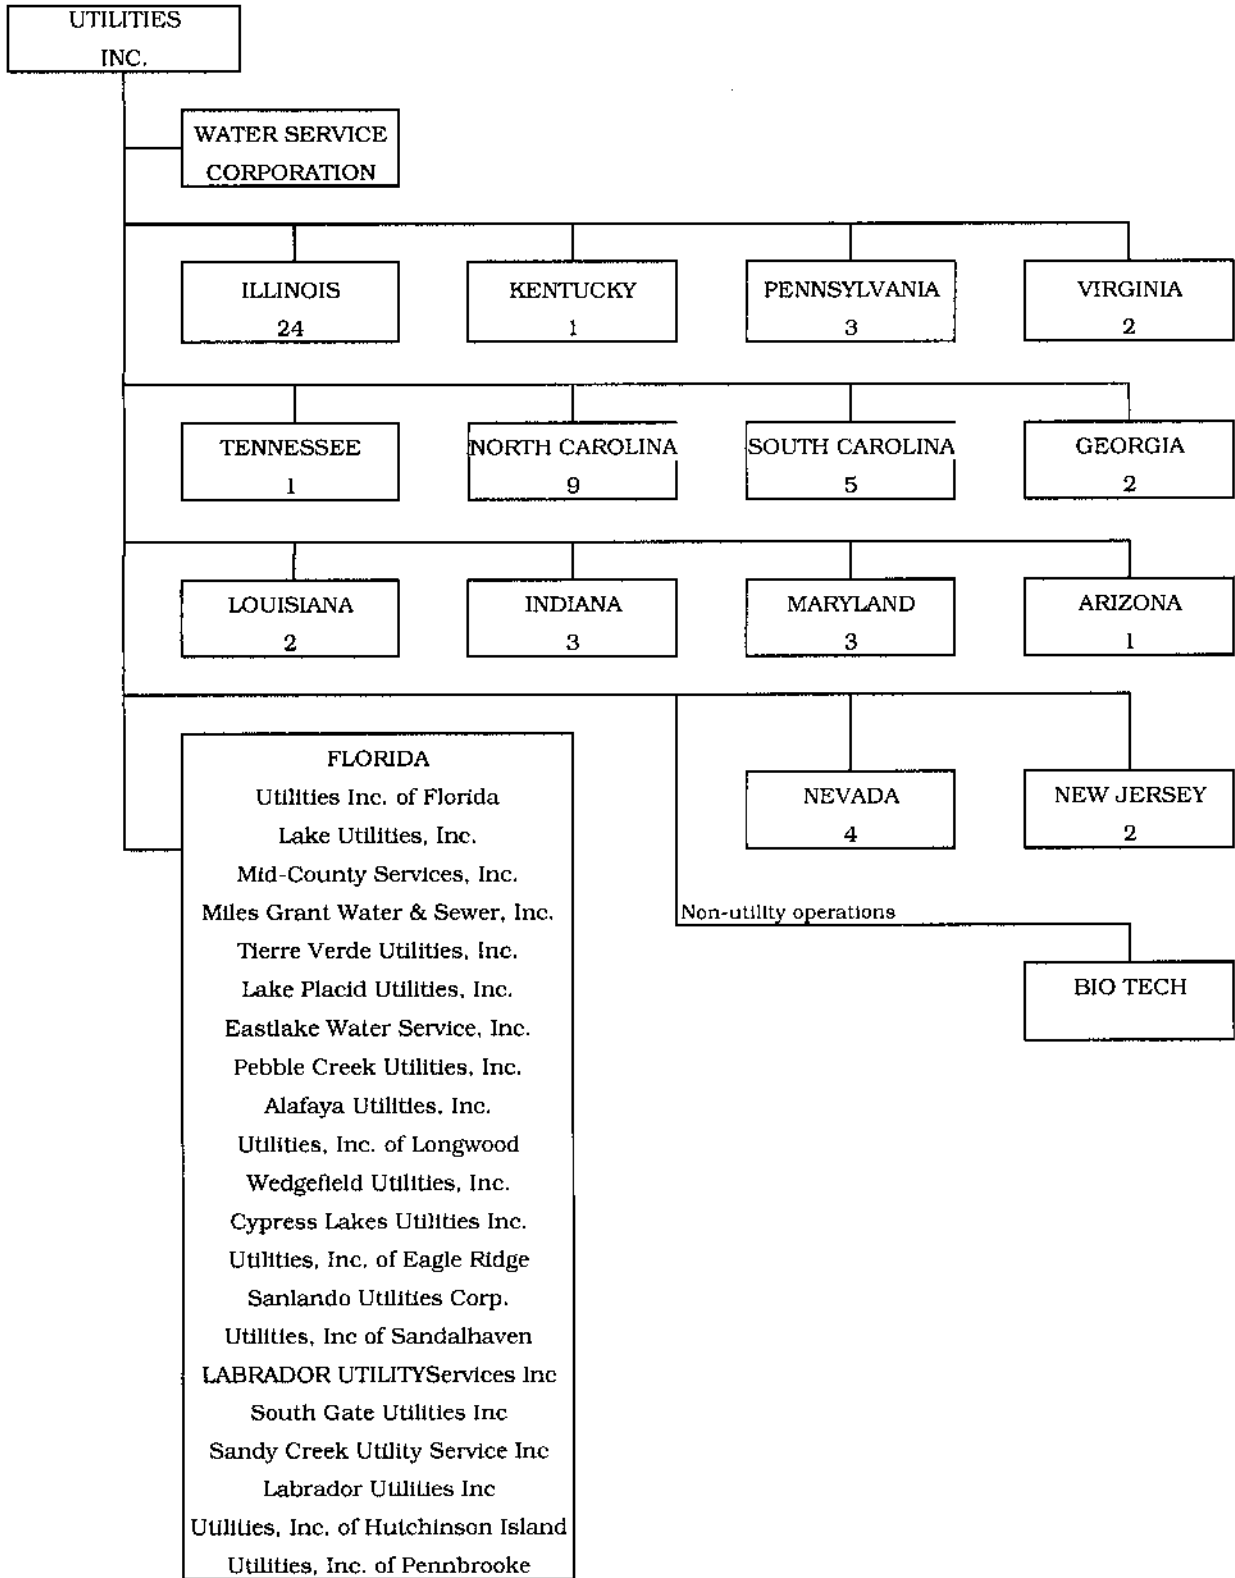 UTILITIES
INC.
WATER SERVICE
CORPORATION
ILLINOIS
24
KENTUCKY
1
PENNSYLVANIA
3
VIRGINIA
2
TENNESSEE
1
NORTH CAROLINA
9
SOUTH CAROLINA
5
GEORGIA
2
LOUISIANA
2
INDIANA
3
MARYLAND
3
ARIZONA
1
FLORIDA
Utilities Inc. of Florida
Lake Utilities, Inc.
Mid-County Services, Inc.
Miles Grant Water & Sewer, Inc.
Tierre Verde Utilities, Inc.
Lake Placid Utilities, Inc.
Eastlake Water Service, Inc.
Pebble Creek Utilities, Inc.
Alafaya Utilities, Inc.
Utilities, Inc. of Longwood
Wedgefield Utilities, Inc.
Cypress Lakes Utilities Inc.
Utilities, Inc. of Eagle Ridge
Sanlando Utilities Corp.
Utilities, Inc of Sandalhaven
LABRADOR UTILITYServices Inc
South Gate Utilities Inc
Sandy Creek Utility Service Inc
Labrador Utilities Inc
Utilities, Inc. of Hutchinson Island
Utilities, Inc. of Pennbrooke
NEVADA
4
NEW JERSEY
2
Non-utility operations
BIO TECH